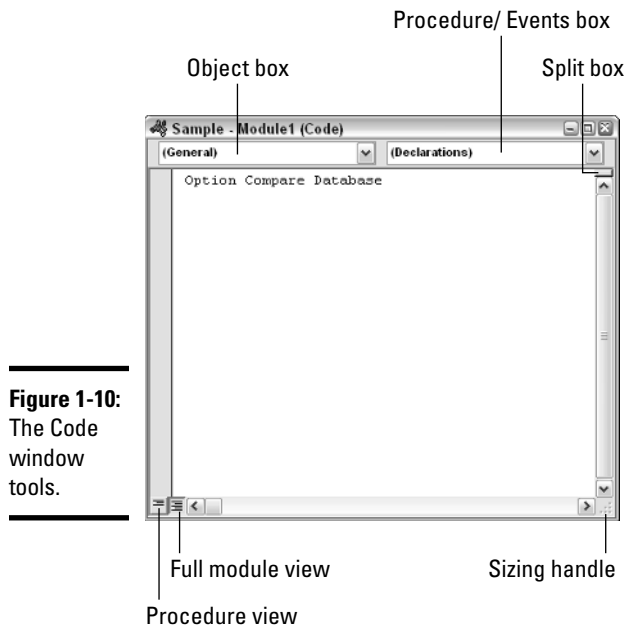 Procedure/ Events box
Object box
Split box
Sample - Module1 (Code)
(General)
(Declarations)
Option Compare Database
Figure 1-10:
The Code
window
tools.
Full module view
Sizing handle
Procedure view